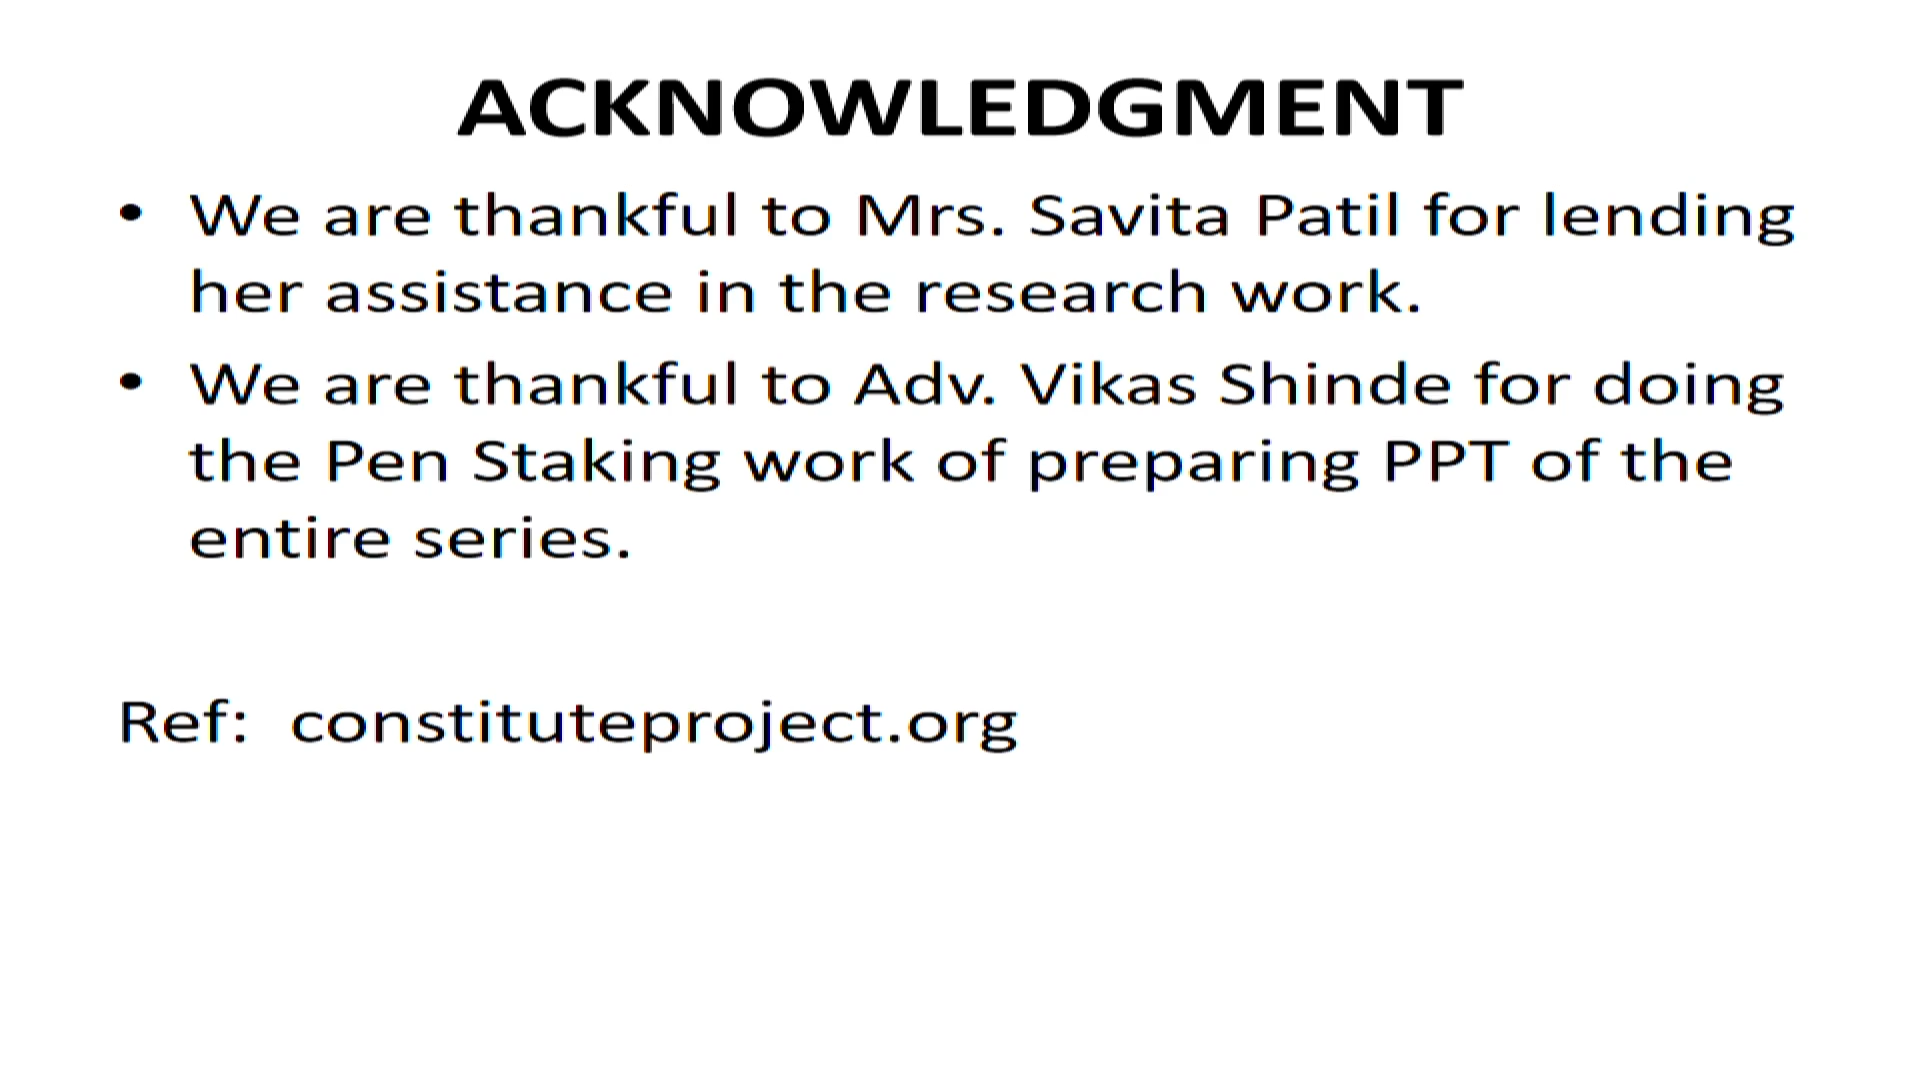 ACKNOWLEDGMENT
• We are thankful to Mrs. Savita Patil for lending
her assistance in the research work.
• We are thankful to Adv. Vikas Shinde for doing
the Pen Staking work of preparing PPT of the
entire series.
Ref: constituteproject.org